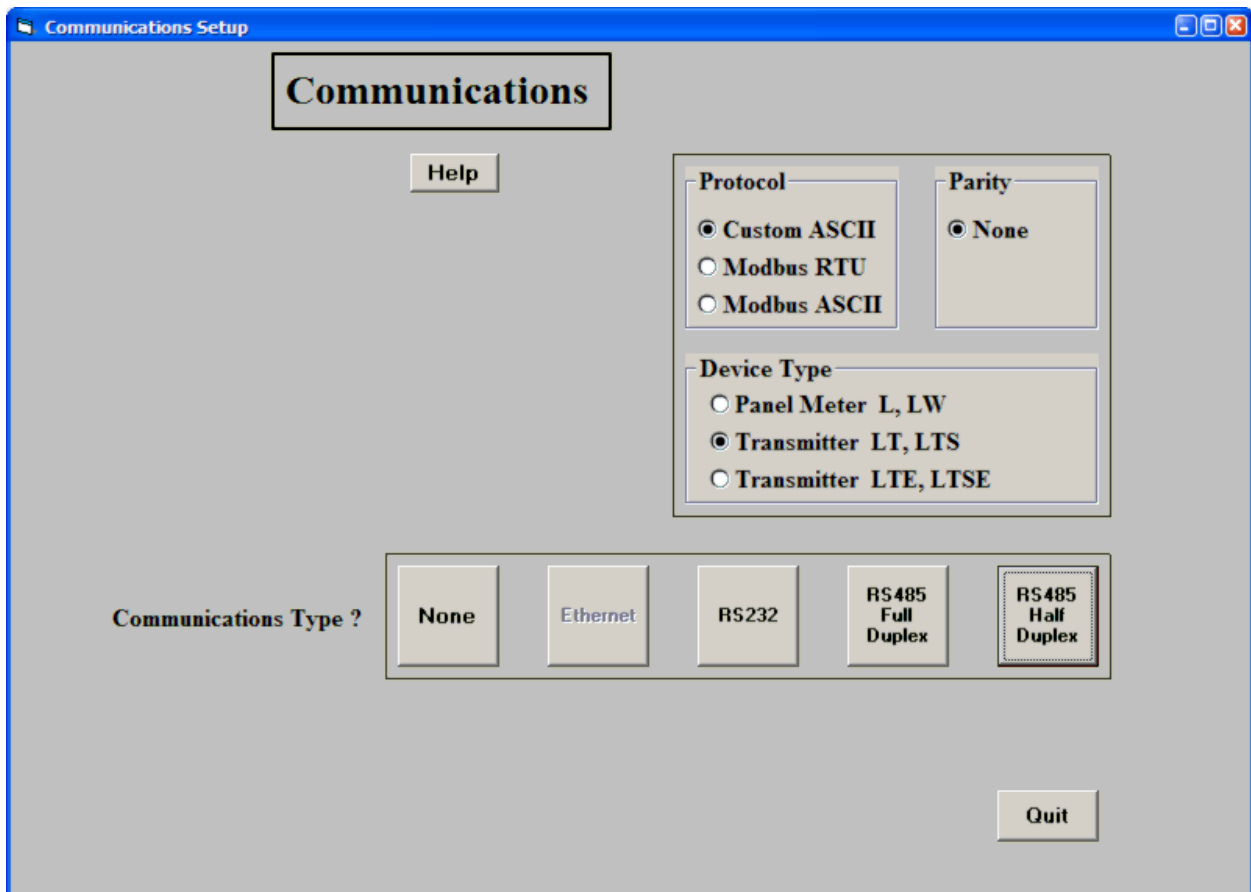 Communications Setup
Communications
Help
Protocol
Custom ASCII
Modbus RTU
Modbus ASCII
Parity
None
Device Type
Panel Meter L, LW
Transmitter LT, LTS
Transmitter LTE, LTSE
Communications Type ?
None
Ethernet
RS232
RS485
Full
Duplex
RS485
Half
Duplex
Quit